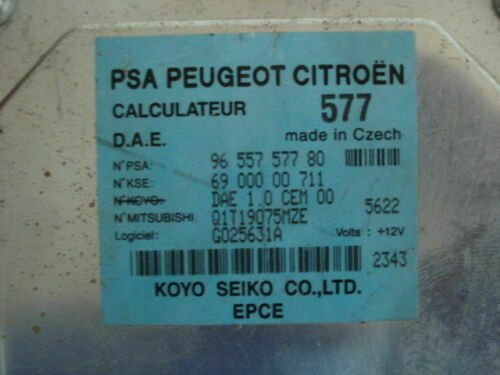 PSA PEUGEOT CITROËN
CALCULATEUR 577
D.A.E. made in Czech
N°PSA: 96 557 577 80
N°KSE: 69 000 00 711
N°KOYO: DAE 1.0 CEM 00 5622
N°MITSUBISHI: Q1T19075MZE
Logiciel: G025631A Volts : +12V
2343
KOYO SEIKO CO.,LTD.
EPCE